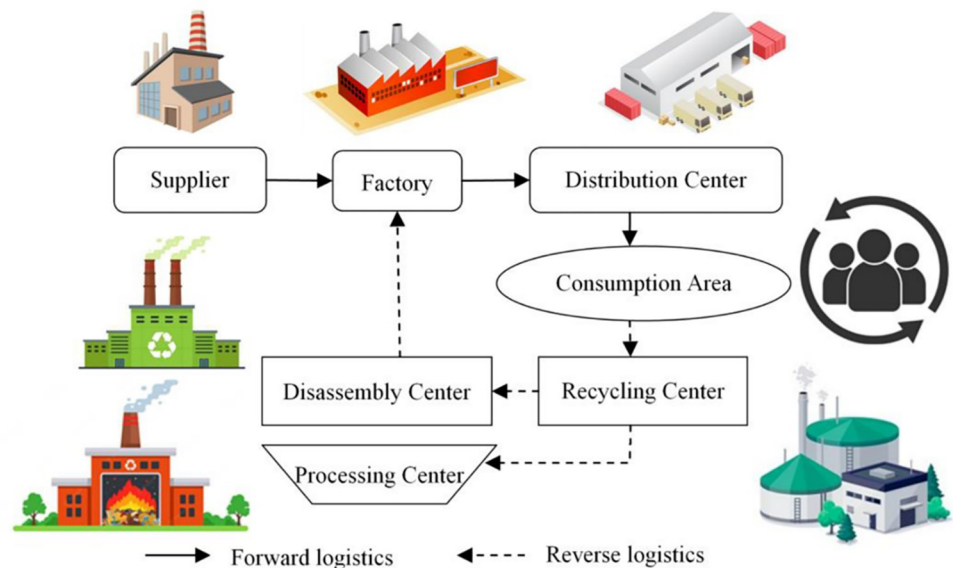 Supplier
Factory
Distribution Center
Consumption Area
Disassembly Center
Recycling Center
Processing Center
Forward logistics
Reverse logistics